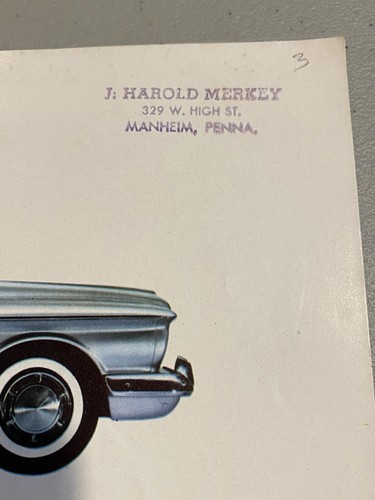 3
J: HAROLD MERKEY
329 W. HIGH ST.
MANHEIM, PENNA,